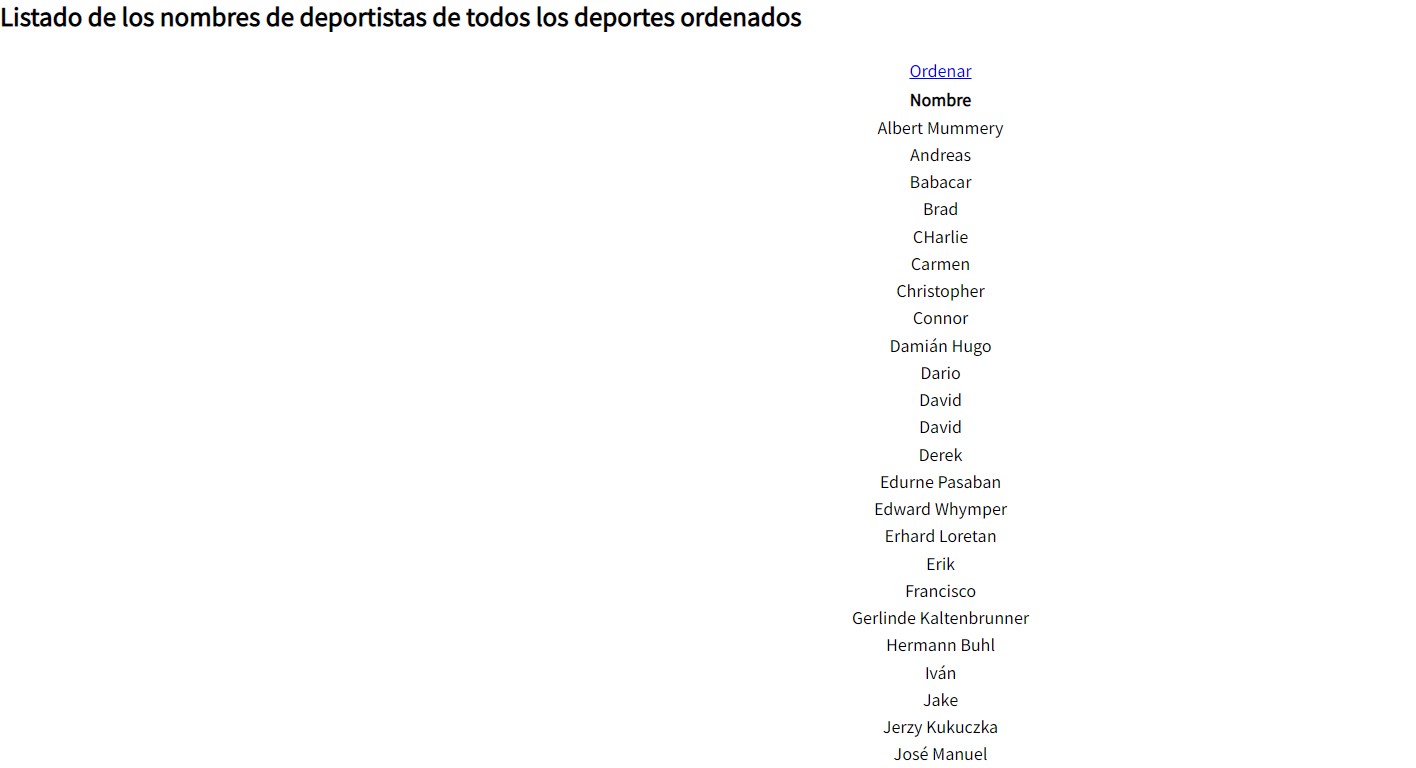 Listado de los nombres de deportistas de todos los deportes ordenados
Ordenar
Nombre
Albert Mummery
Andreas
Babacar
Brad
CHarlie
Carmen
Christopher
Connor
Damián Hugo
Dario
David
David
Derek
Edurne Pasaban
Edward Whymper
Erhard Loretan
Erik
Francisco
Gerlinde Kaltenbrunner
Hermann Buhl
Iván
Jake
Jerzy Kukuczka
José Manuel